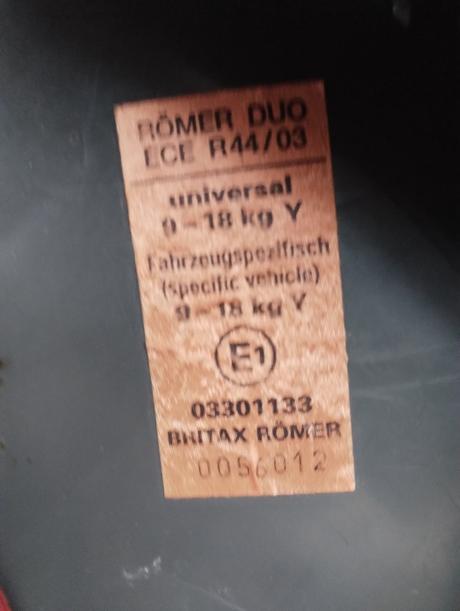 RÖMER DUO
ECE R44/03
universal
9-18 kg Y
Fahrzeugspezifisch
(specific vehicle)
9-18 kg Y
E1
03301133
BRITAX RÖMER
0056012